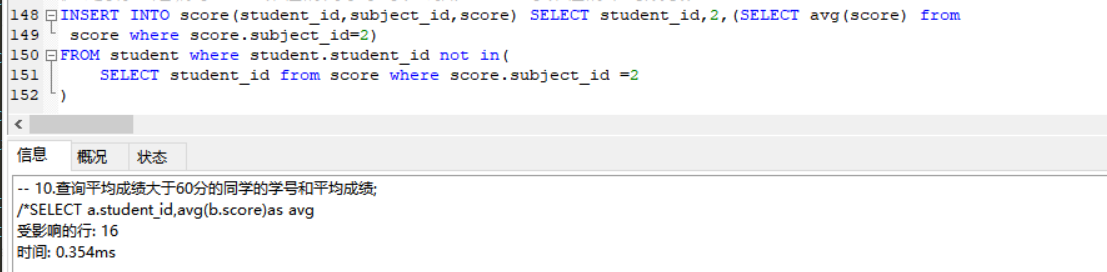 148 INSERT INTO score(student_id,subject_id,score) SELECT student_id,2,(SELECT avg(score) from
149 score where score.subject_id=2)
150 FROM student where student.student_id not in(
151 SELECT student_id from score where score.subject_id =2
152 )
信息 概况 状态
-- 10.查询平均成绩大于60分的同学的学号和平均成绩;
/*SELECT a.student_id,avg(b.score)as avg
受影响的行: 16
时间: 0.354ms